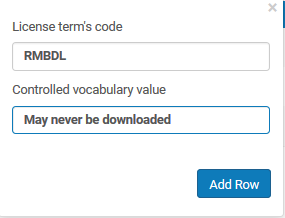 License term's code
RMBDL
Controlled vocabulary value
May never be downloaded
Add Row